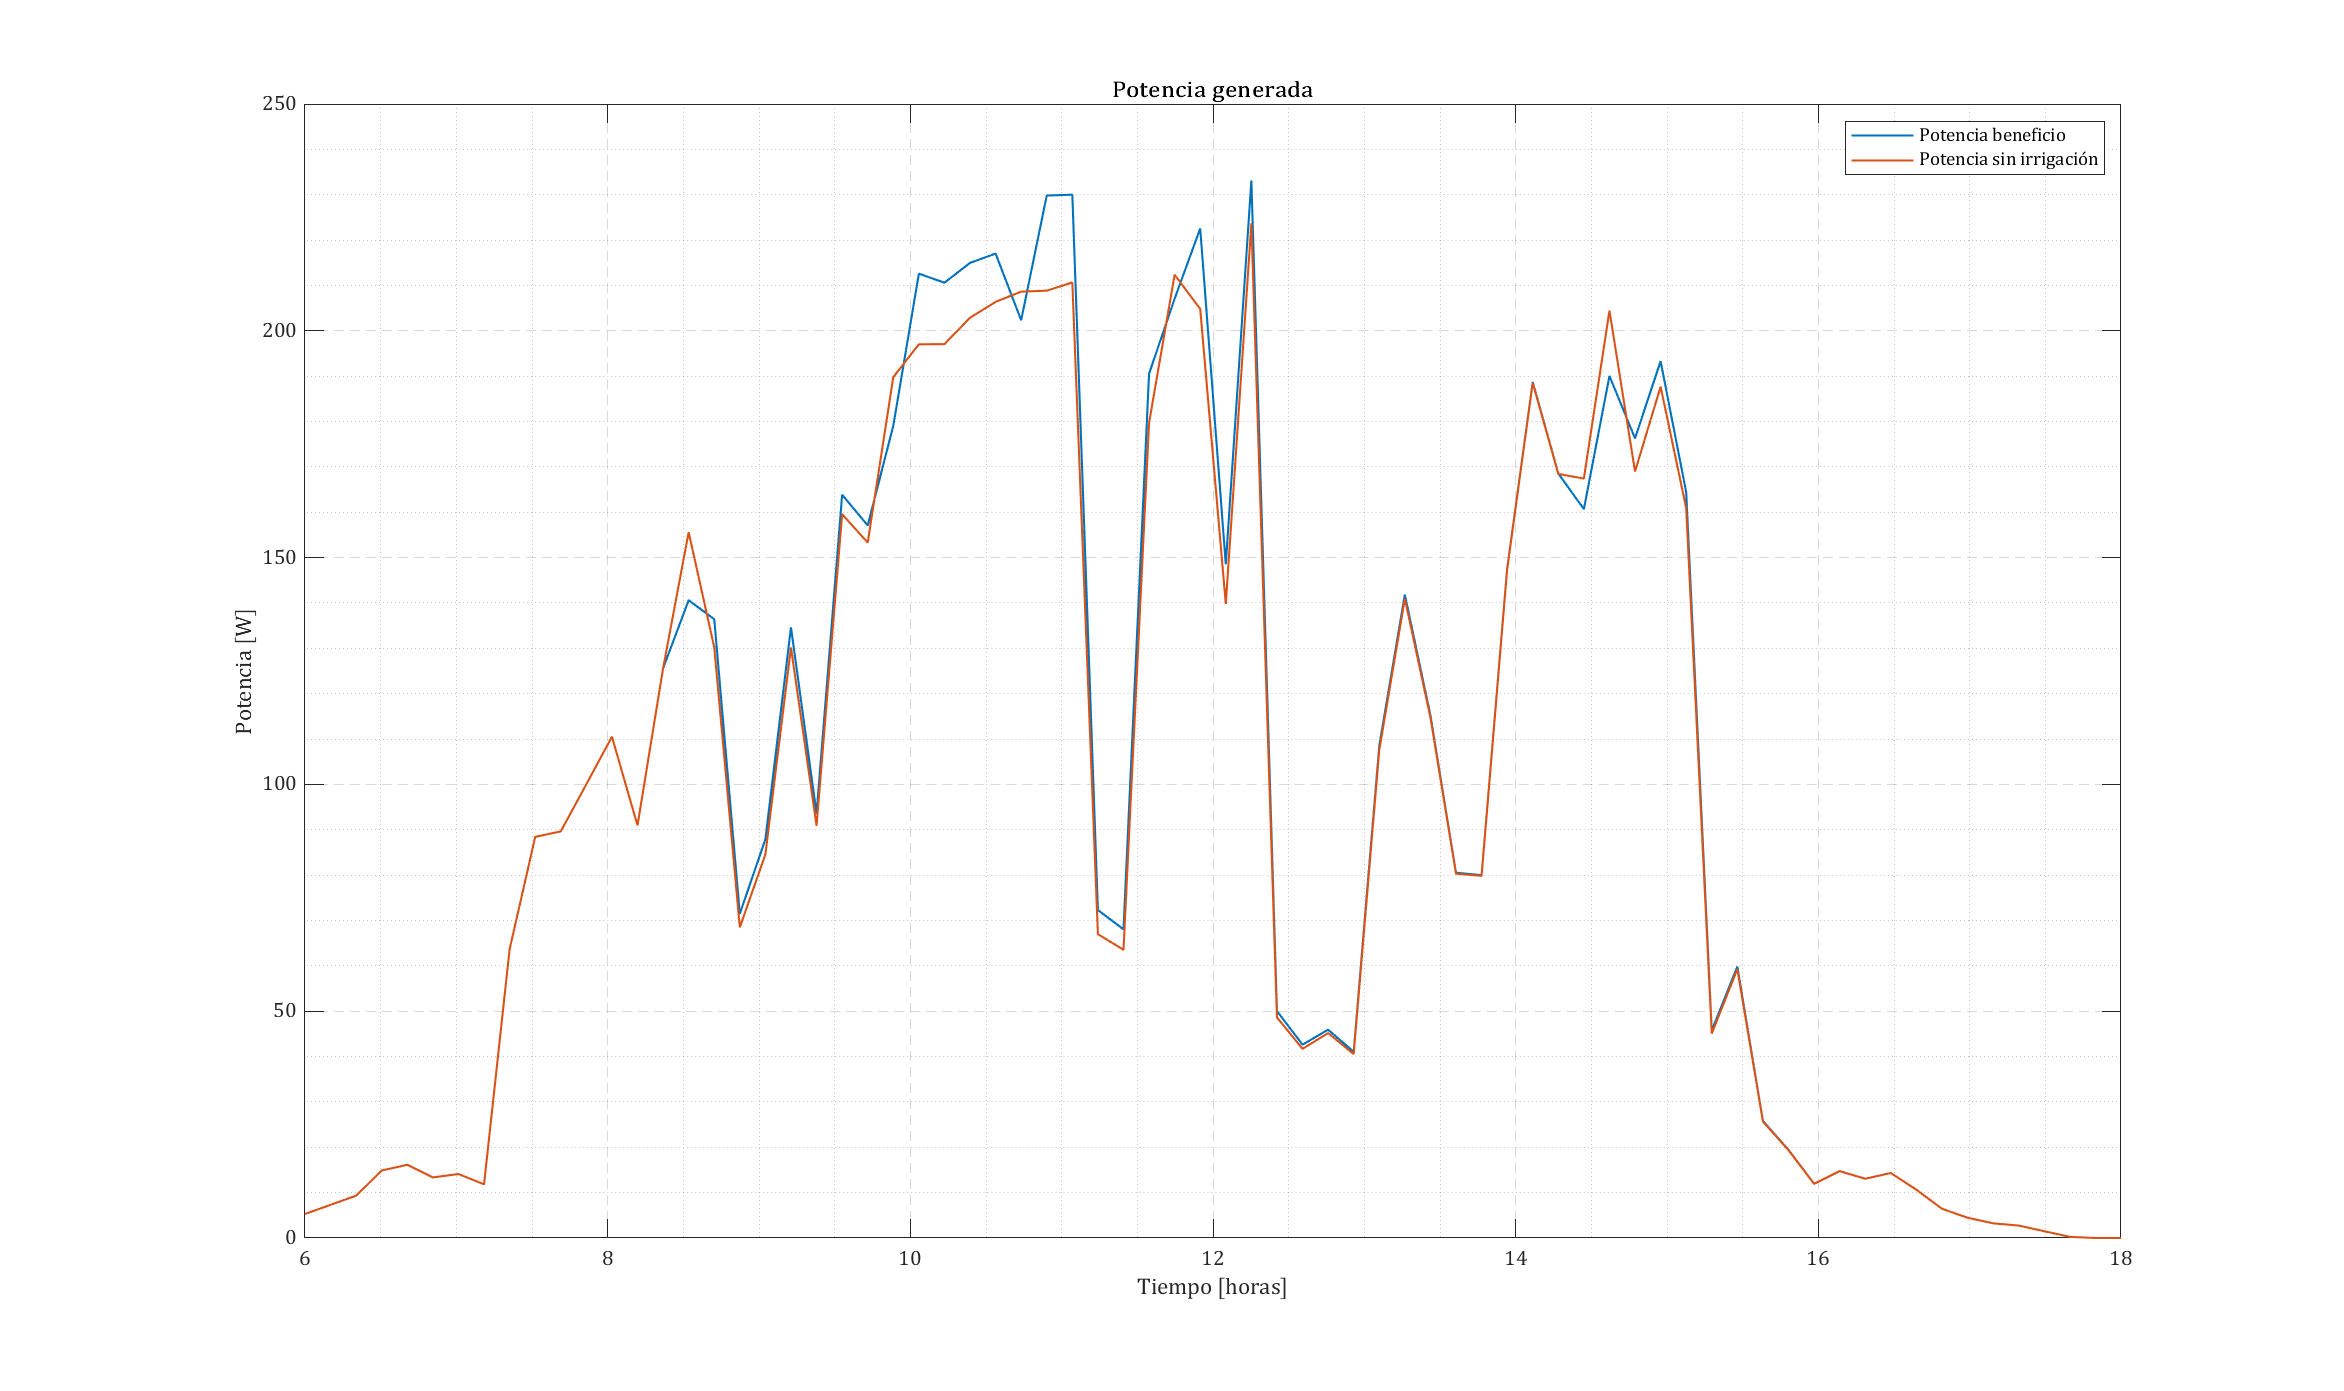 Potencia generada
250
200
150
100
50
0
Potencia [W]
Potencia beneficio
Potencia sin irrigación
6 8 10 12 14 16 18
Tiempo [horas]